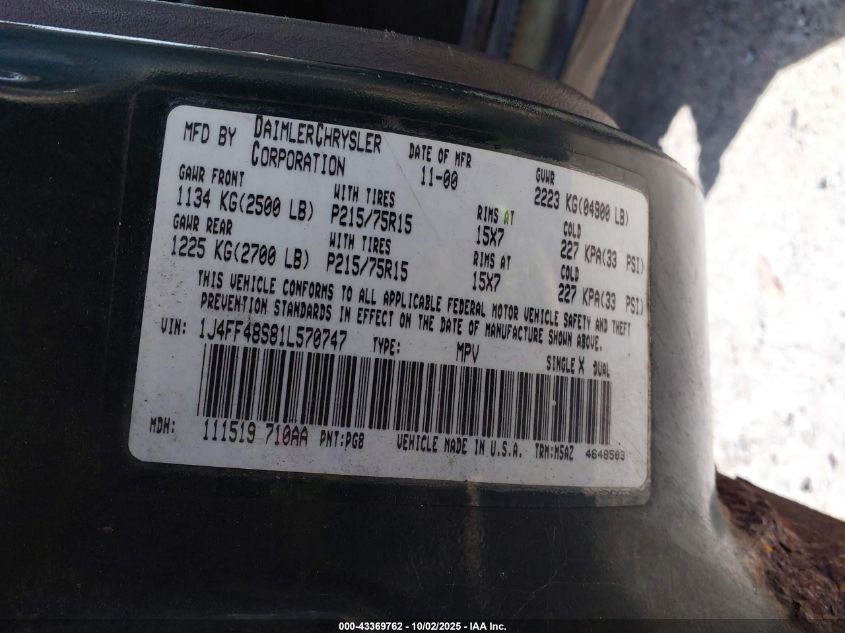 MFD BY DAIMLERCHRYSLER CORPORATION DATE OF MFR 11-00 GVWR 2223 KG(04900 LB)
GAWR FRONT WITH TIRES RIMS AT COLD
1134 KG(2500 LB) P215/75R15 15X7 227 KPA(33 PSI)
GAWR REAR WITH TIRES RIMS AT COLD
1225 KG(2700 LB) P215/75R15 15X7 227 KPA(33 PSI)
THIS VEHICLE CONFORMS TO ALL APPLICABLE FEDERAL MOTOR VEHICLE SAFETY AND THEFT
PREVENTION STANDARDS IN EFFECT ON THE DATE OF MANUFACTURE SHOWN ABOVE.
VIN: 1J4FF48S81L570747 TYPE: MPV SINGLE X DUAL
MDH: 111519 710AA PNT:PG8 VEHICLE MADE IN U.S.A. TRM:M5AZ 4648503
000-43369762 - 10/02/2025 - IAA Inc.